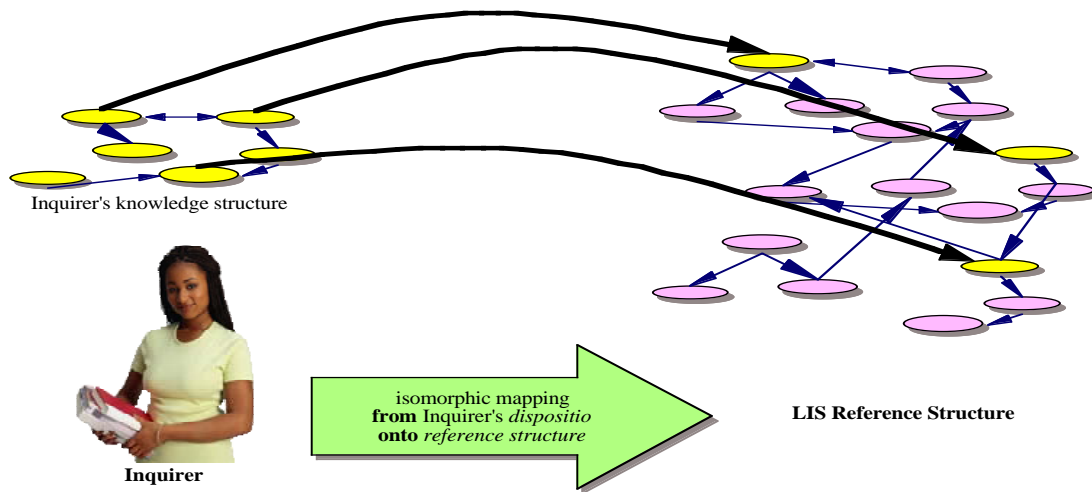 Inquirer's knowledge structure
isomorphic mapping
from Inquirer's dispositio
onto reference structure
LIS Reference Structure
Inquirer